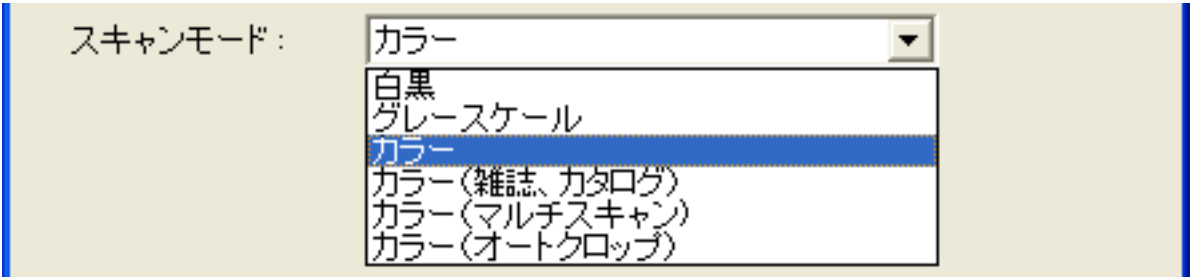 スキャンモード： カラー
白黒
グレースケール
カラー
カラー（雑誌、カタログ）
カラー（マルチスキャン）
カラー（オートクロップ）